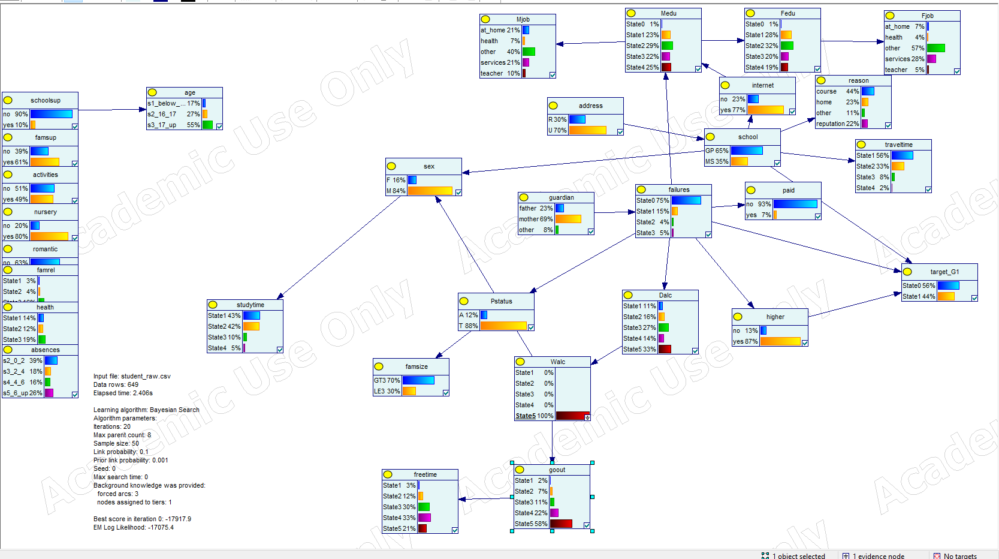 Mjob
at_home 21%
health 7%
other 40%
services 21%
teacher 10%
Medu
State0 1%
State1 23%
State2 29%
State3 22%
State4 25%
Fedu
State0 1%
State1 28%
State2 32%
State3 20%
State4 19%
Fjob
at_home 7%
health 4%
other 57%
services 28%
teacher 5%
internet
no 23%
yes 77%
reason
course 44%
home 23%
other 11%
reputation 22%
schoolsup
no 90%
yes 10%
age
s1_below_... 17%
s2_16_17 27%
s3_17_up 55%
address
R 30%
U 70%
school
GP 65%
MS 35%
traveltime
State1 56%
State2 33%
State3 8%
State4 2%
famsup
no 39%
yes 61%
activities
no 51%
yes 49%
nursery
no 20%
yes 80%
romantic
no 63%
famrel
State1 3%
State2 4%
health
State1 14%
State2 12%
State3 19%
absences
s2_0_2 39%
s3_2_4 18%
s4_4_6 16%
s5_6_up 26%
sex
F 16%
M 84%
guardian
father 23%
mother 69%
other 8%
failures
State0 75%
State1 15%
State2 4%
State3 5%
paid
no 93%
yes 7%
target_G1
State0 56%
State1 44%
studytime
State1 43%
State2 42%
State3 10%
State4 5%
Pstatus
A 12%
T 88%
Dalc
State1 11%
State2 16%
State3 27%
State4 14%
State5 33%
higher
no 13%
yes 87%
famsize
GT3 70%
LE3 30%
Walc
State1 0%
State2 0%
State3 0%
State4 0%
State5 100%
freetime
State1 3%
State2 12%
State3 30%
State4 33%
State5 21%
goout
State1 2%
State2 7%
State3 11%
State4 22%
State5 58%
Input file: student_raw.csv
Data rows: 649
Elapsed time: 2.406s
Learning algorithm: Bayesian Search
Algorithm parameters:
Iterations: 20
Max parent count: 8
Sample size: 50
Link probability: 0.1
Prior link probability: 0.001
Seed: 0
Max search time: 0
Background knowledge was provided:
forced arcs: 3
nodes assigned to tiers: 1
Best score in iteration 0: -17917.9
EM Log Likelihood: -17075.4
Academic Use Only
Academic Use Only
Academic Use Only
Academic Use Only
1 object selected
1 evidence node
No targets